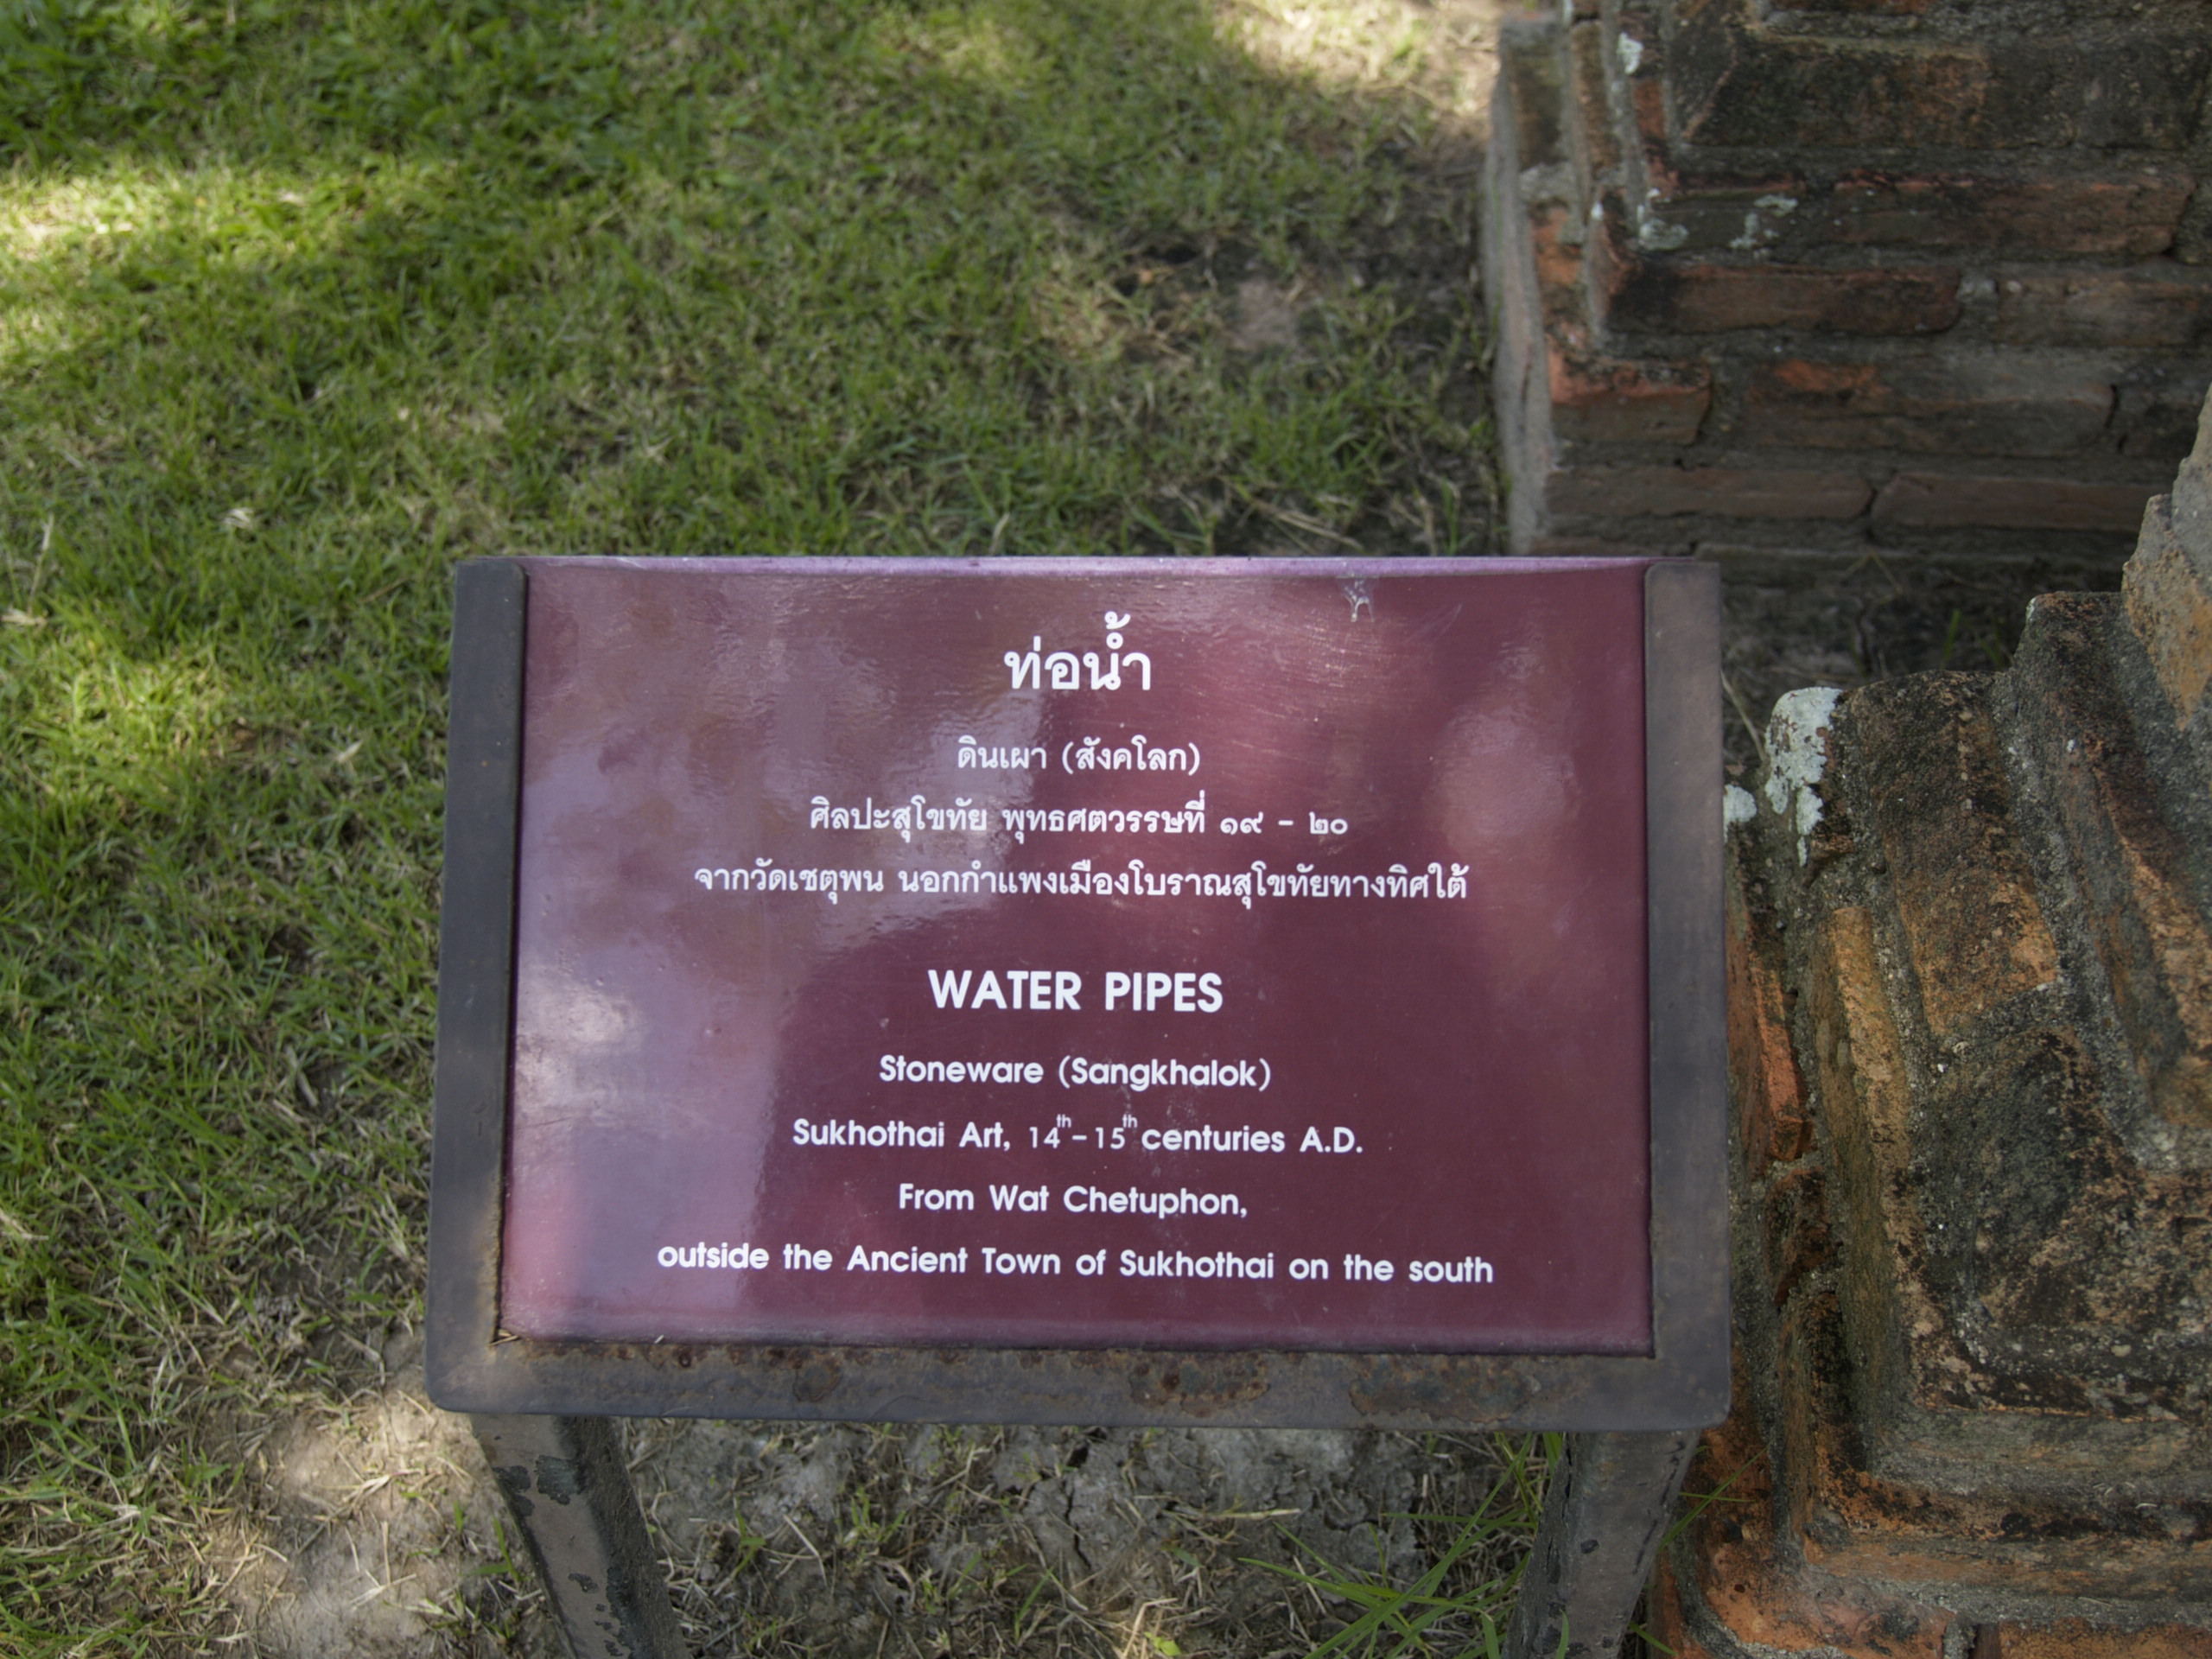 ท่อน้ำ
ดินเผา (สังคโลก)
ศิลปะสุโขทัย พุทธศตวรรษที่ ๑๙ - ๒๐
จากวัดเชตุพน นอกกำแพงเมืองโบราณสุโขทัยทางทิศใต้
WATER PIPES
Stoneware (Sangkhalok)
Sukhothai Art, 14th-15th centuries A.D.
From Wat Chetuphon,
outside the Ancient Town of Sukhothai on the south